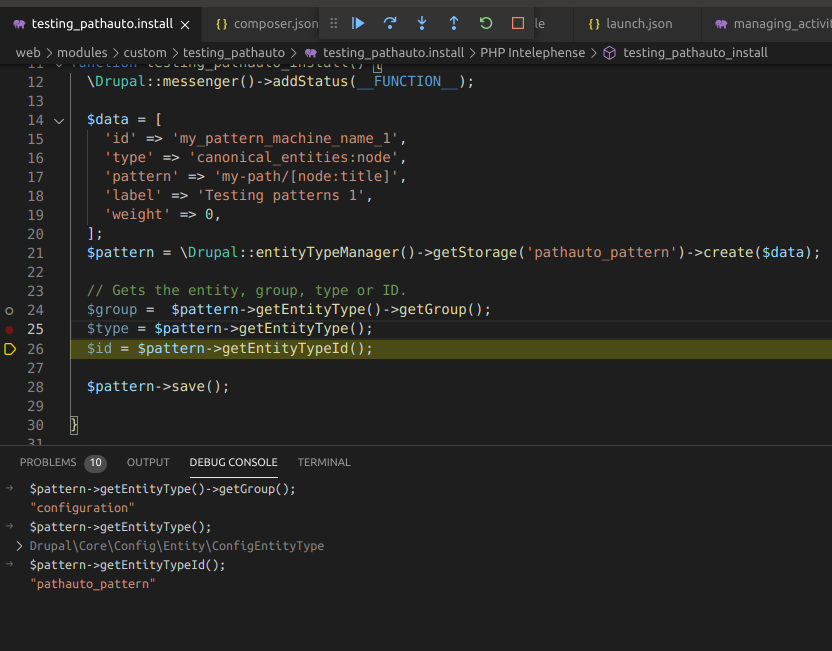 testing_pathauto.install
composer.json
le
launch.json
managing_activi
web > modules > custom > testing_pathauto > testing_pathauto.install > PHP Intelephense > testing_pathauto_install
11 function testing_pathauto_install() {
12 \Drupal::messenger()->addStatus(__FUNCTION__);
13
14 $data = [
15 'id' => 'my_pattern_machine_name_1',
16 'type' => 'canonical_entities:node',
17 'pattern' => 'my-path/[node:title]',
18 'label' => 'Testing patterns 1',
19 'weight' => 0,
20 ];
21 $pattern = \Drupal::entityTypeManager()->getStorage('pathauto_pattern')->create($data);
22
23 // Gets the entity, group, type or ID.
24 $group =  $pattern->getEntityType()->getGroup();
25 $type = $pattern->getEntityType();
26 $id = $pattern->getEntityTypeId();
27
28 $pattern->save();
29
30 }
31
PROBLEMS 10 OUTPUT DEBUG CONSOLE TERMINAL
$pattern->getEntityType()->getGroup();
"configuration"
$pattern->getEntityType();
Drupal\Core\Config\Entity\ConfigEntityType
$pattern->getEntityTypeId();
"pathauto_pattern"